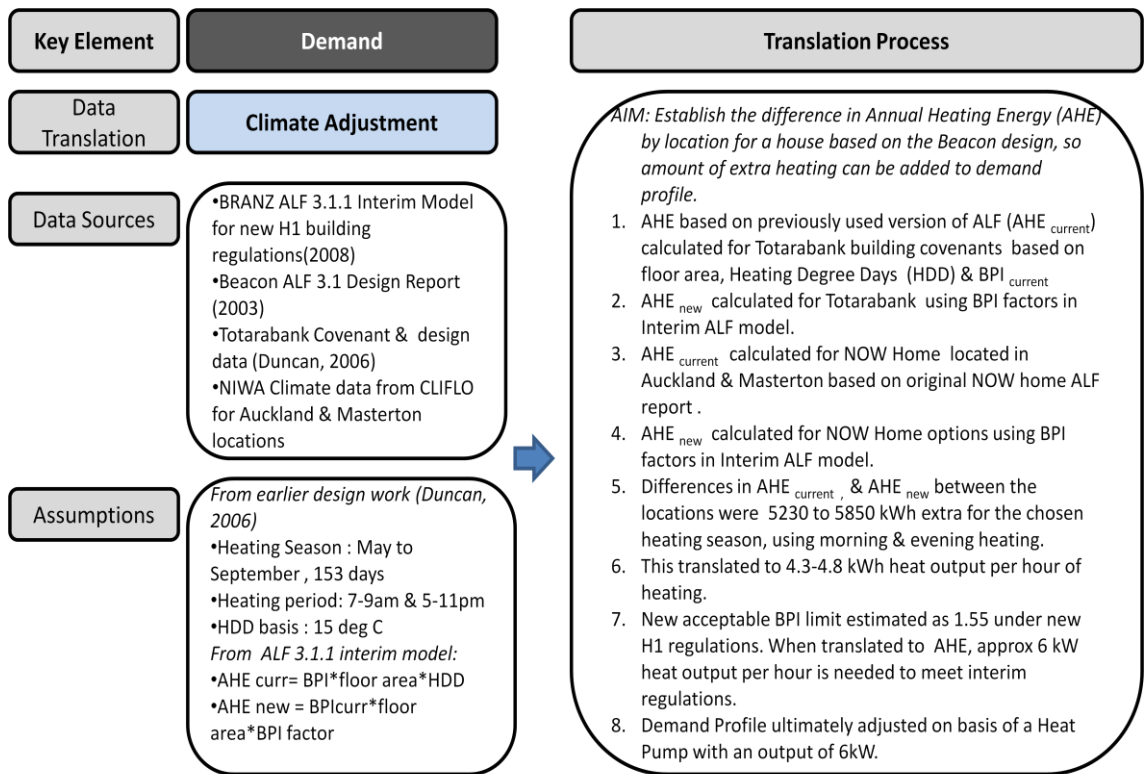 Key Element
Demand
Translation Process
Data
Translation
Climate Adjustment
Data Sources
•BRANZ ALF 3.1.1 Interim Model
for new H1 building
regulations(2008)
•Beacon ALF 3.1 Design Report
(2003)
•Totarabank Covenant & design
data (Duncan, 2006)
•NIWA Climate data from CLIFLO
for Auckland & Masterton
locations
Assumptions
From earlier design work (Duncan,
2006)
•Heating Season : May to
September , 153 days
•Heating period: 7-9am & 5-11pm
•HDD basis : 15 deg C
From ALF 3.1.1 interim model:
•AHE curr= BPI*floor area*HDD
•AHE new = BPIcurr*floor
area*BPI factor
AIM: Establish the difference in Annual Heating Energy (AHE)
by location for a house based on the Beacon design, so
amount of extra heating can be added to demand
profile.
1. AHE based on previously used version of ALF (AHE current)
calculated for Totarabank building covenants based on
floor area, Heating Degree Days (HDD) & BPI current
2. AHE new calculated for Totarabank using BPI factors in
Interim ALF model.
3. AHE current calculated for NOW Home located in
Auckland & Masterton based on original NOW home ALF
report .
4. AHE new calculated for NOW Home options using BPI
factors in Interim ALF model.
5. Differences in AHE current , & AHE new between the
locations were 5230 to 5850 kWh extra for the chosen
heating season, using morning & evening heating.
6. This translated to 4.3-4.8 kWh heat output per hour of
heating.
7. New acceptable BPI limit estimated as 1.55 under new
H1 regulations. When translated to AHE, approx 6 kW
heat output per hour is needed to meet interim
regulations.
8. Demand Profile ultimately adjusted on basis of a Heat
Pump with an output of 6kW.